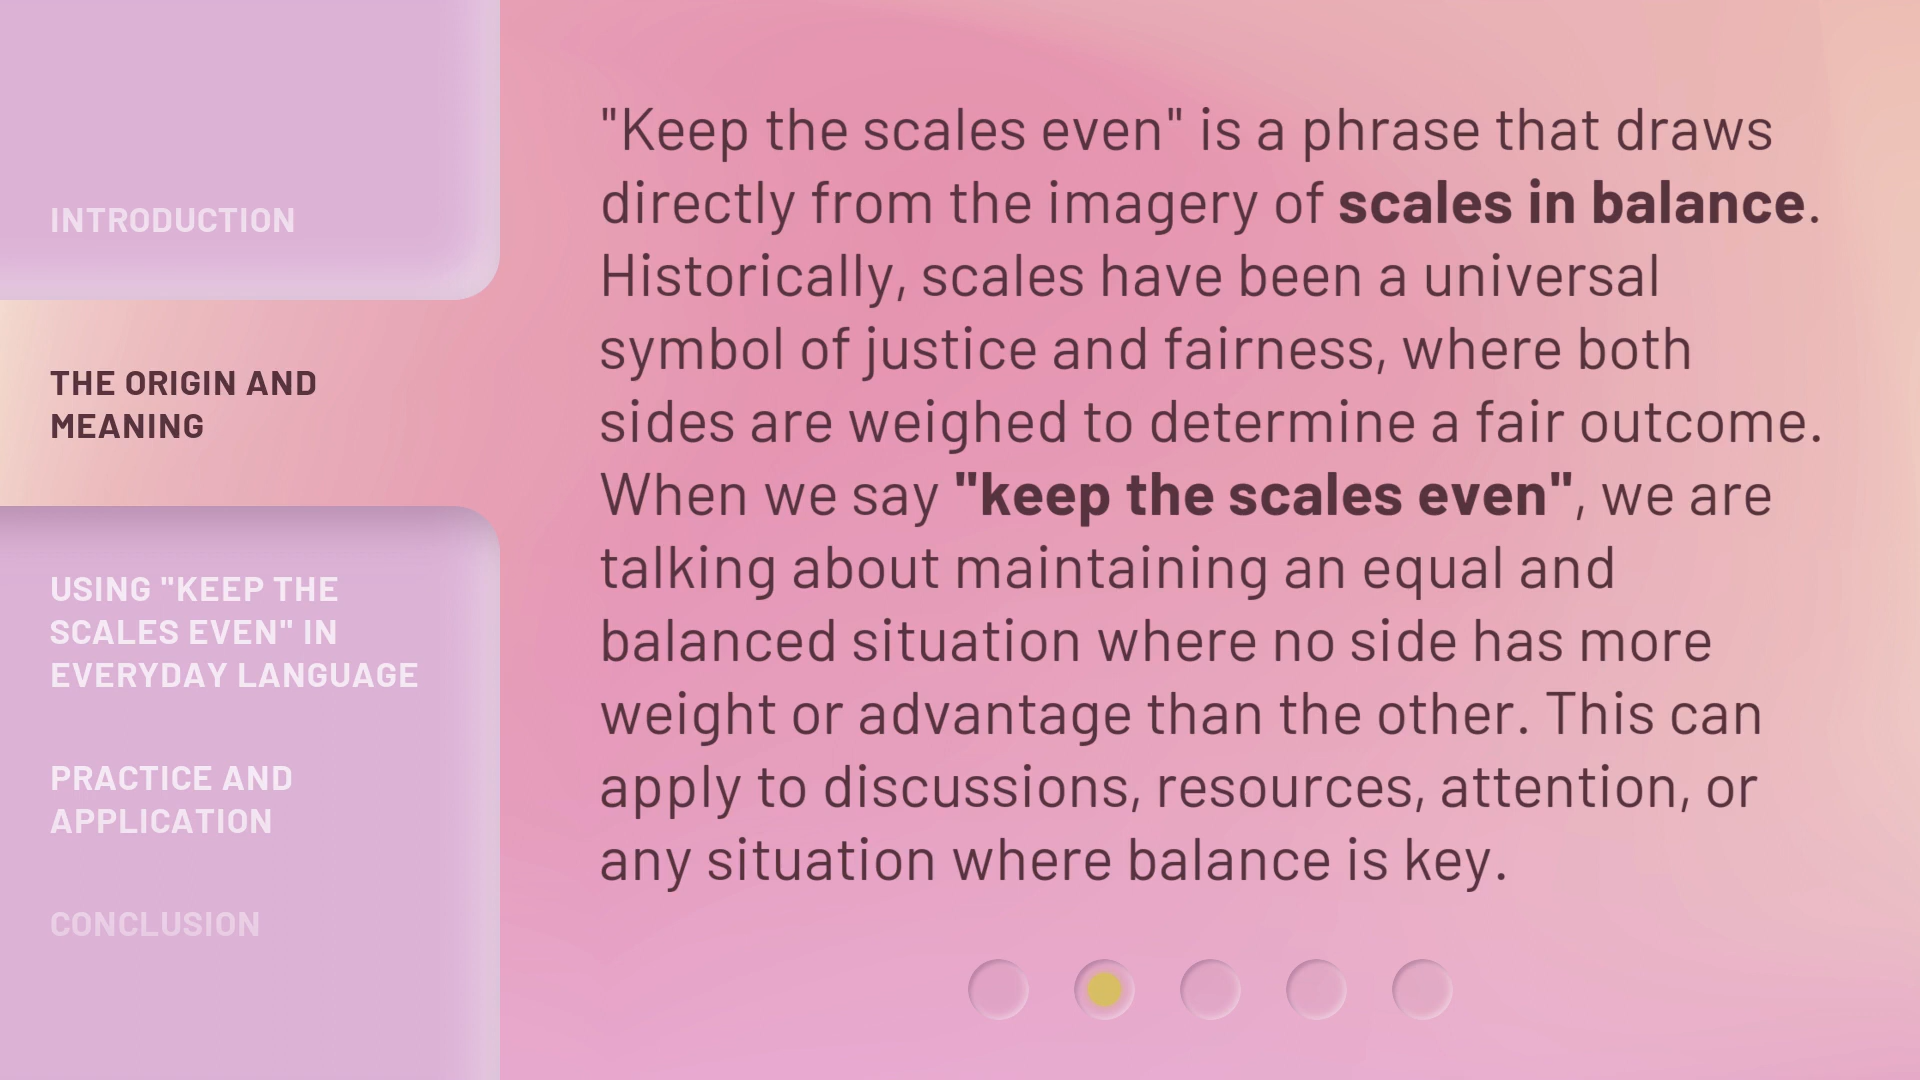 INTRODUCTION
THE ORIGIN AND
MEANING
USING "KEEP THE
SCALES EVEN" IN
EVERYDAY LANGUAGE
PRACTICE AND
APPLICATION
CONCLUSION
"Keep the scales even" is a phrase that draws
directly from the imagery of scales in balance.
Historically, scales have been a universal
symbol of justice and fairness, where both
sides are weighed to determine a fair outcome.
When we say "keep the scales even", we are
talking about maintaining an equal and
balanced situation where no side has more
weight or advantage than the other. This can
apply to discussions, resources, attention, or
any situation where balance is key.